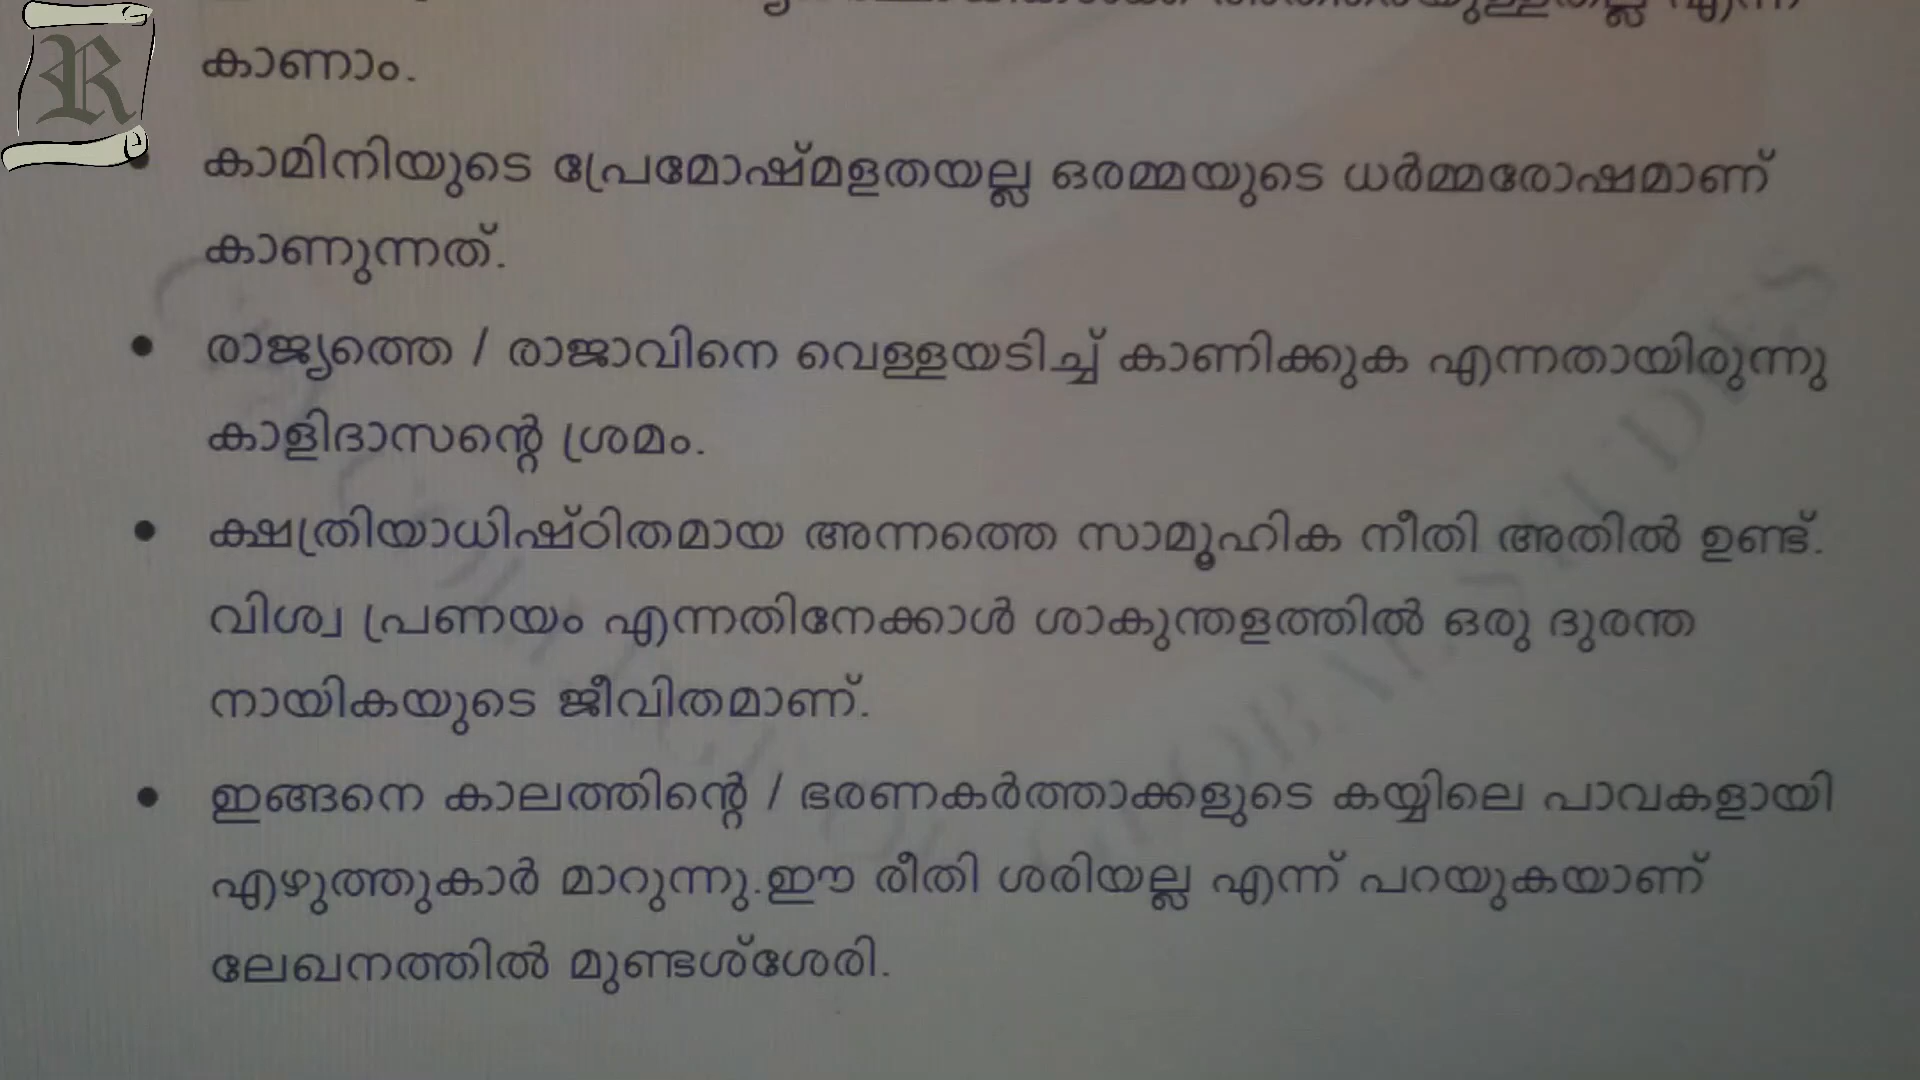 കാണാം.
കാമിനിയുടെ പ്രേമോഷ്മളതയല്ല ഒരമ്മയുടെ ധർമ്മരോഷമാണ്
കാണുന്നത്.
• രാജ്യത്തെ / രാജാവിനെ വെള്ളയടിച്ച് കാണിക്കുക എന്നതായിരുന്നു
കാളിദാസന്റെ ശ്രമം.
• ക്ഷത്രിയാധിഷ്ഠിതമായ അന്നത്തെ സാമൂഹിക നീതി അതിൽ ഉണ്ട്.
വിശ്വ പ്രണയം എന്നതിനേക്കാൾ ശാകുന്തളത്തിൽ ഒരു ദുരന്ത
നായികയുടെ ജീവിതമാണ്.
• ഇങ്ങനെ കാലത്തിന്റെ / ഭരണകർത്താക്കളുടെ കയ്യിലെ പാവകളായി
എഴുത്തുകാർ മാറുന്നു.ഈ രീതി ശരിയല്ല എന്ന് പറയുകയാണ്
ലേഖനത്തിൽ മുണ്ടശ്ശേരി.
R